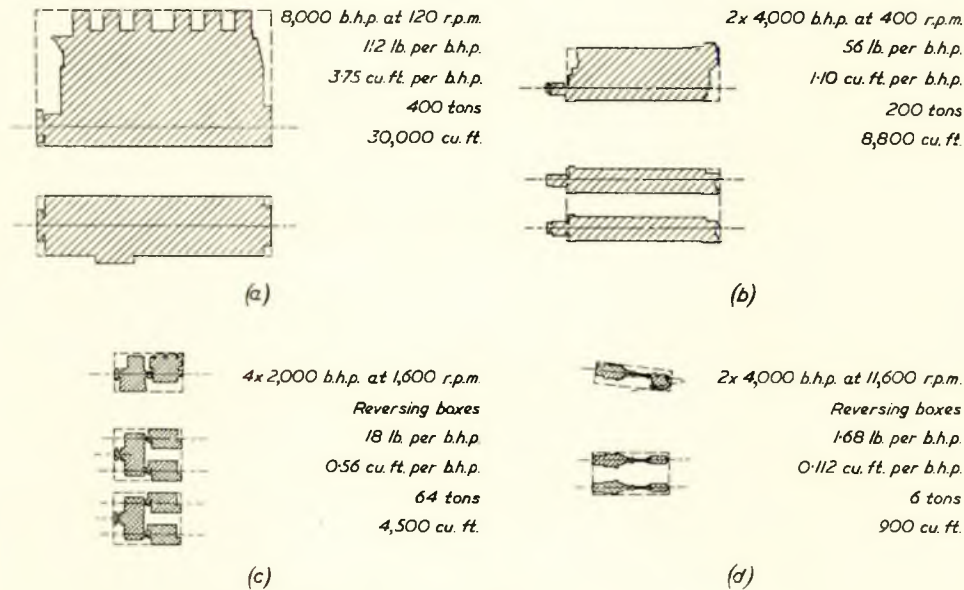 8,000 b.h.p. at 120 r.p.m.
112 lb. per b.h.p.
3·75 cu. ft. per b.h.p.
400 tons
30,000 cu. ft.
(a)
2x 4,000 b.h.p. at 400 r.p.m.
56 lb. per b.h.p.
1·10 cu. ft. per b.h.p.
200 tons
8,800 cu. ft.
(b)
4x 2,000 b.h.p. at 1,600 r.p.m.
Reversing boxes
18 lb. per b.h.p.
0·56 cu. ft. per b.h.p.
64 tons
4,500 cu. ft.
(c)
2x 4,000 b.h.p. at 11,600 r.p.m.
Reversing boxes
1·68 lb. per b.h.p.
0·112 cu. ft. per b.h.p.
6 tons
900 cu. ft.
(d)